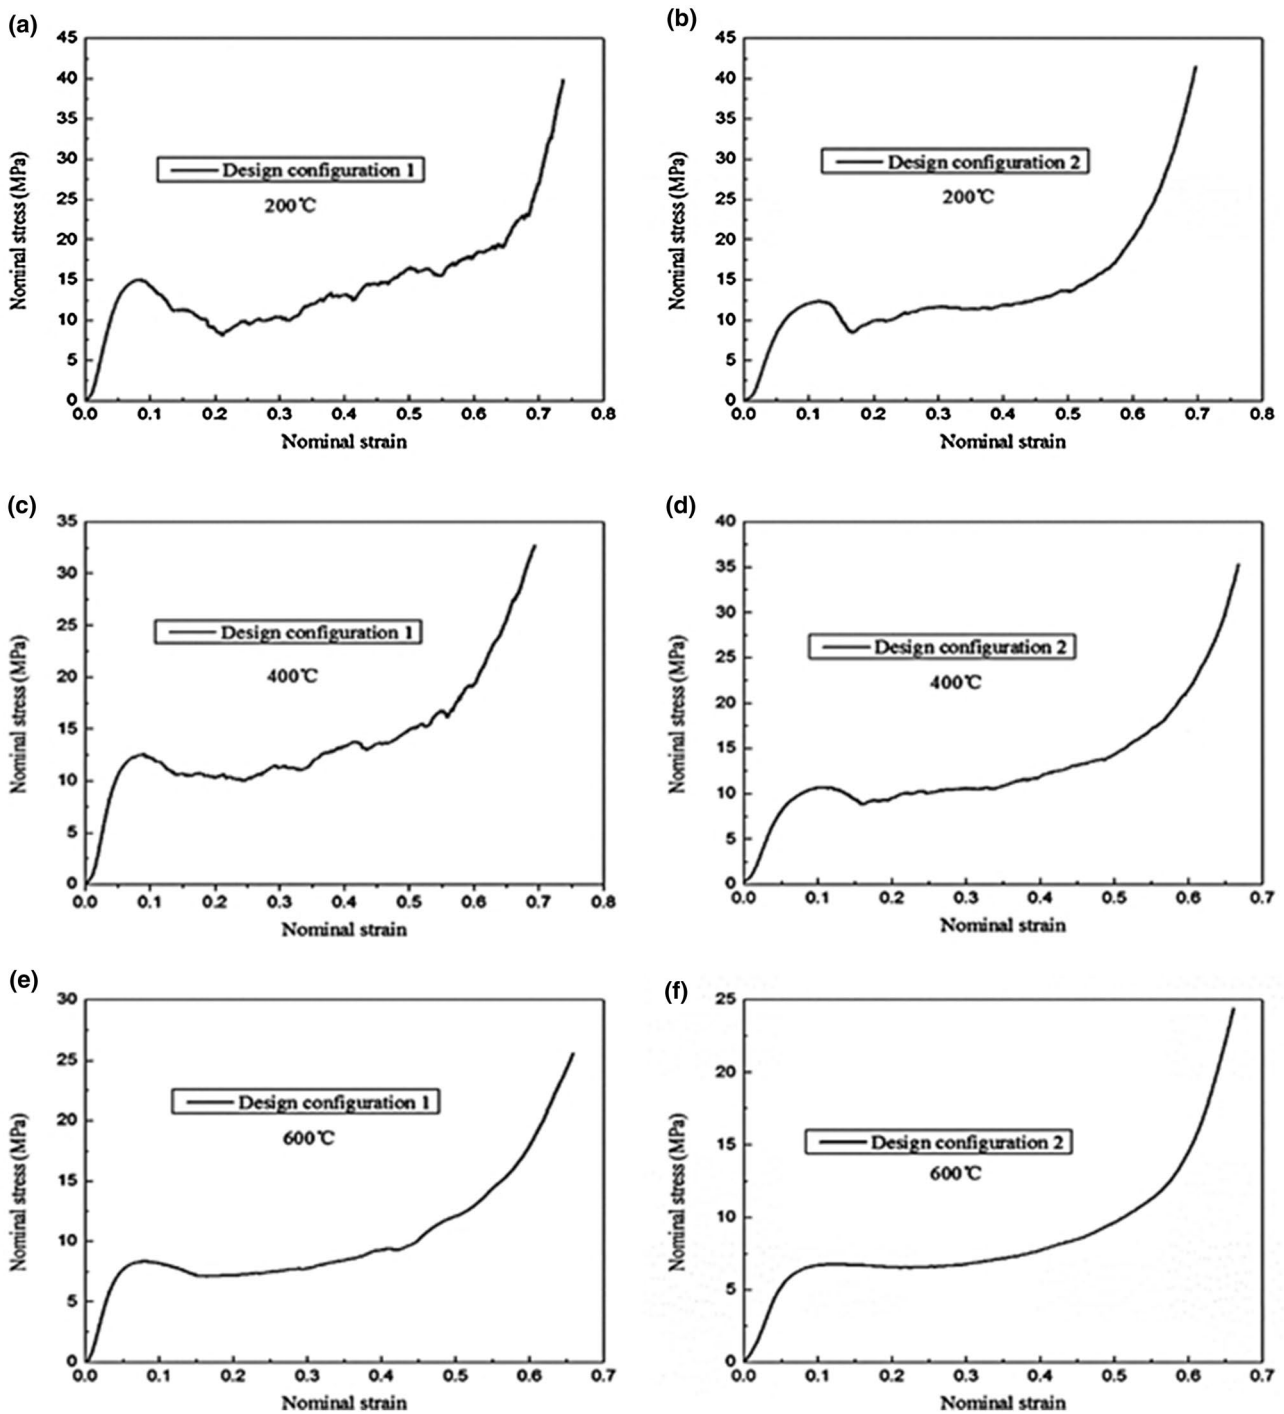 (a)
45
40
35
30
25
20
15
10
5
0
Nominal stress (MPa)
Design configuration 1
200℃
0.0 0.1 0.2 0.3 0.4 0.5 0.6 0.7 0.8
Nominal strain
(b)
45
40
35
30
25
20
15
10
5
0
Nominal stress (MPa)
Design configuration 2
200℃
0.0 0.1 0.2 0.3 0.4 0.5 0.6 0.7 0.8
Nominal strain
(c)
35
30
25
20
15
10
5
0
Nominal stress (MPa)
Design configuration 1
400℃
0.0 0.1 0.2 0.3 0.4 0.5 0.6 0.7 0.8
Nominal strain
(d)
40
35
30
25
20
15
10
5
0
Nominal stress (MPa)
Design configuration 2
400℃
0.0 0.1 0.2 0.3 0.4 0.5 0.6 0.7
Nominal strain
(e)
30
25
20
15
10
5
0
Nominal stress (MPa)
Design configuration 1
600℃
0.0 0.1 0.2 0.3 0.4 0.5 0.6 0.7
Nominal strain
(f)
25
20
15
10
5
0
Nominal stress (MPa)
Design configuration 2
600℃
0.0 0.1 0.2 0.3 0.4 0.5 0.6 0.7
Nominal strain